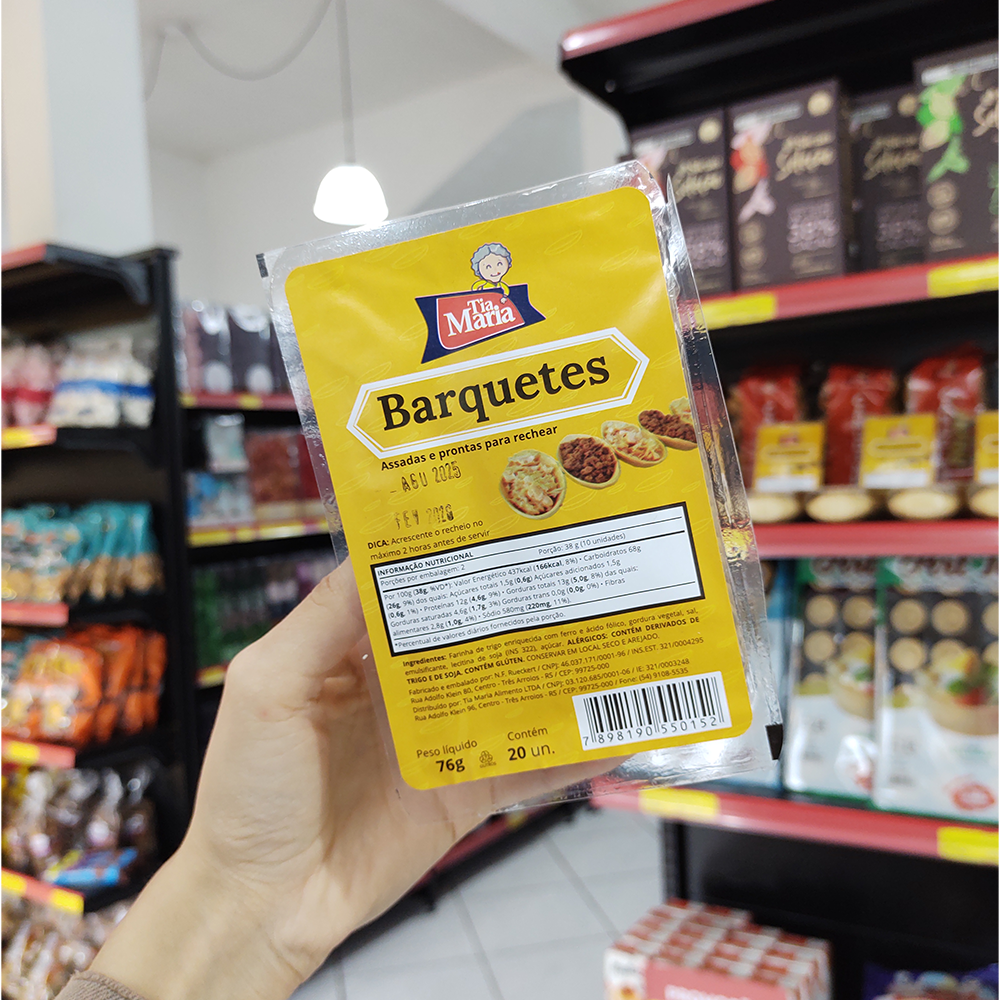 Tia
Maria
Barquetes
Assadas e prontas para rechear
AGO 2025
FEV 2026
DICA: Acrescente o recheio no
máximo 2 horas antes de servir
INFORMAÇÃO NUTRICIONAL
Porções por embalagem: 2 Porção: 38 g (10 unidades)
Por 100g (38g, %VD*): Valor Energético 437kcal (166kcal, 8%) • Carboidratos 68g
(26g, 9%) dos quais: Açúcares totais 1,5g (0,6g) Açúcares adicionados 1,5g
(0,6g, 1%) • Proteínas 12g (4,6g, 9%) • Gorduras totais 13g (5,0g, 8%) das quais:
Gorduras saturadas 4,6g (1,7g, 3%) Gorduras trans 0,0g (0,0g, 0%) • Fibras
alimentares 2,8g (1,0g, 4%) • Sódio 580mg (220mg, 11%).
*Percentual de valores diários fornecidos pela porção.
Ingredientes: Farinha de trigo enriquecida com ferro e ácido fólico, gordura vegetal, sal,
emulsificante, lecitina de soja (INS 322), açúcar. ALÉRGICOS: CONTÉM DERIVADOS DE
TRIGO E DE SOJA. CONTÉM GLÚTEN. CONSERVAR EM LOCAL SECO E AREJADO.
Fabricado e embalado por: N.F. Rueckert / CNPJ: 46.037.171/0001-96 / INS.EST. 321/0004295
Rua Adolfo Klein 80, Centro - Três Arroios - RS / CEP: 99725-000
Distribuído por: Tia Maria Alimento LTDA / CNPJ: 03.120.685/0001-06 / IE: 321/0003248
Rua Adolfo Klein 96, Centro - Três Arroios - RS / CEP: 99725-000 / Fone: (54) 9108-5535
Peso líquido
76g
Contém
20 un.
7 898190 550152